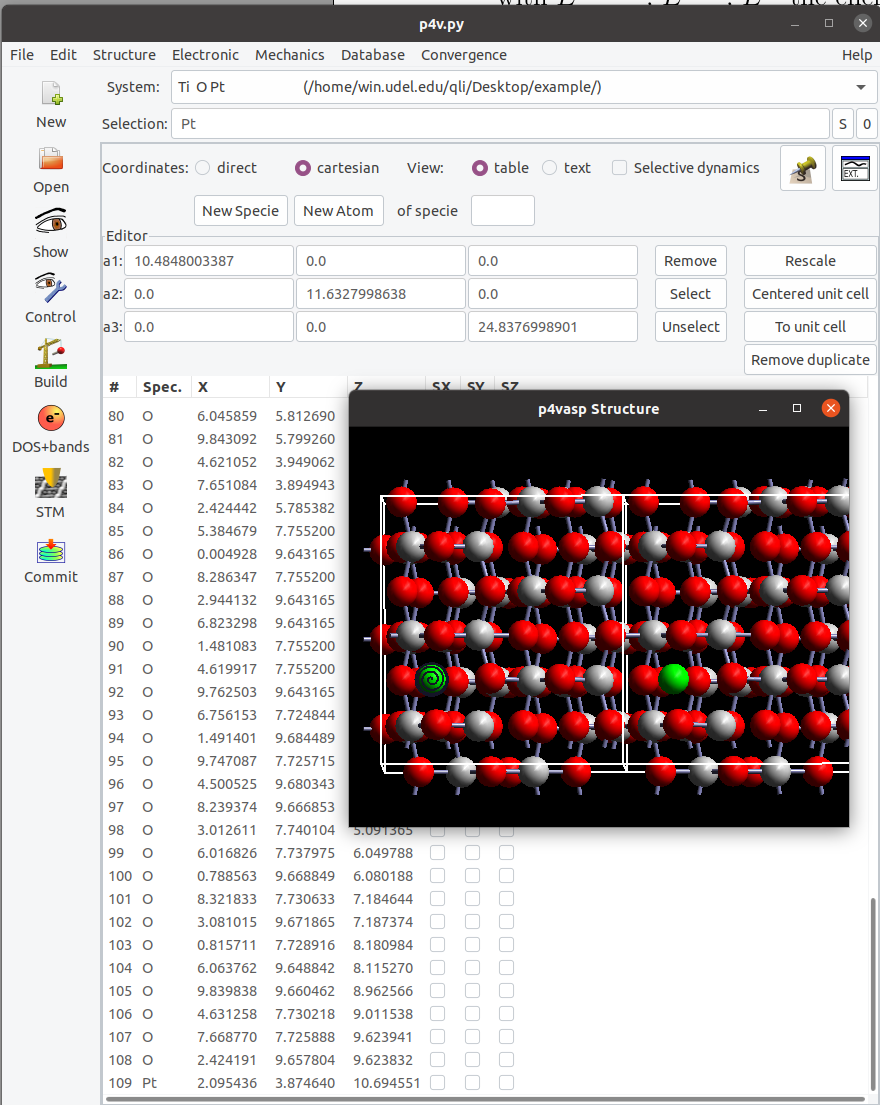 p4v.py
File Edit Structure Electronic Mechanics Database Convergence Help
System: Ti O Pt (/home/win.udel.edu/qli/Desktop/example/)
New
Selection: Pt S 0
Open
Coordinates: direct cartesian View: table text Selective dynamics S EXT.
New Specie New Atom of specie
Show
Editor
a1: 10.4848003387 0.0 0.0 Remove Rescale
a2: 0.0 11.6327998638 0.0 Select Centered unit cell
Control
a3: 0.0 0.0 24.8376998901 Unselect To unit cell
Remove duplicate
Build
# Spec. X Y Z SX SY SZ
e-
DOS+bands
STM
Commit
p4vasp Structure
80 O 6.045859 5.812690
81 O 9.843092 5.799260
82 O 4.621052 3.949062
83 O 7.651084 3.894943
84 O 2.424442 5.785382
85 O 5.384679 7.755200
86 O 0.004928 9.643165
87 O 8.286347 7.755200
88 O 2.944132 9.643165
89 O 6.823298 9.643165
90 O 1.481083 7.755200
91 O 4.619917 7.755200
92 O 9.762503 9.643165
93 O 6.756153 7.724844
94 O 1.491401 9.684489
95 O 9.747087 7.725715
96 O 4.500525 9.680343
97 O 8.239374 9.666853
98 O 3.012611 7.740104 5.091365
99 O 6.016826 7.737975 6.049788
100 O 0.788563 9.668849 6.080188
101 O 8.321833 7.730633 7.184644
102 O 3.081015 9.671865 7.187374
103 O 0.815711 7.728916 8.180984
104 O 6.063762 9.648842 8.115270
105 O 9.839838 9.660462 8.962566
106 O 4.631258 7.730218 9.011538
107 O 7.668770 7.725888 9.623941
108 O 2.424191 9.657804 9.623832
109 Pt 2.095436 3.874640 10.694551